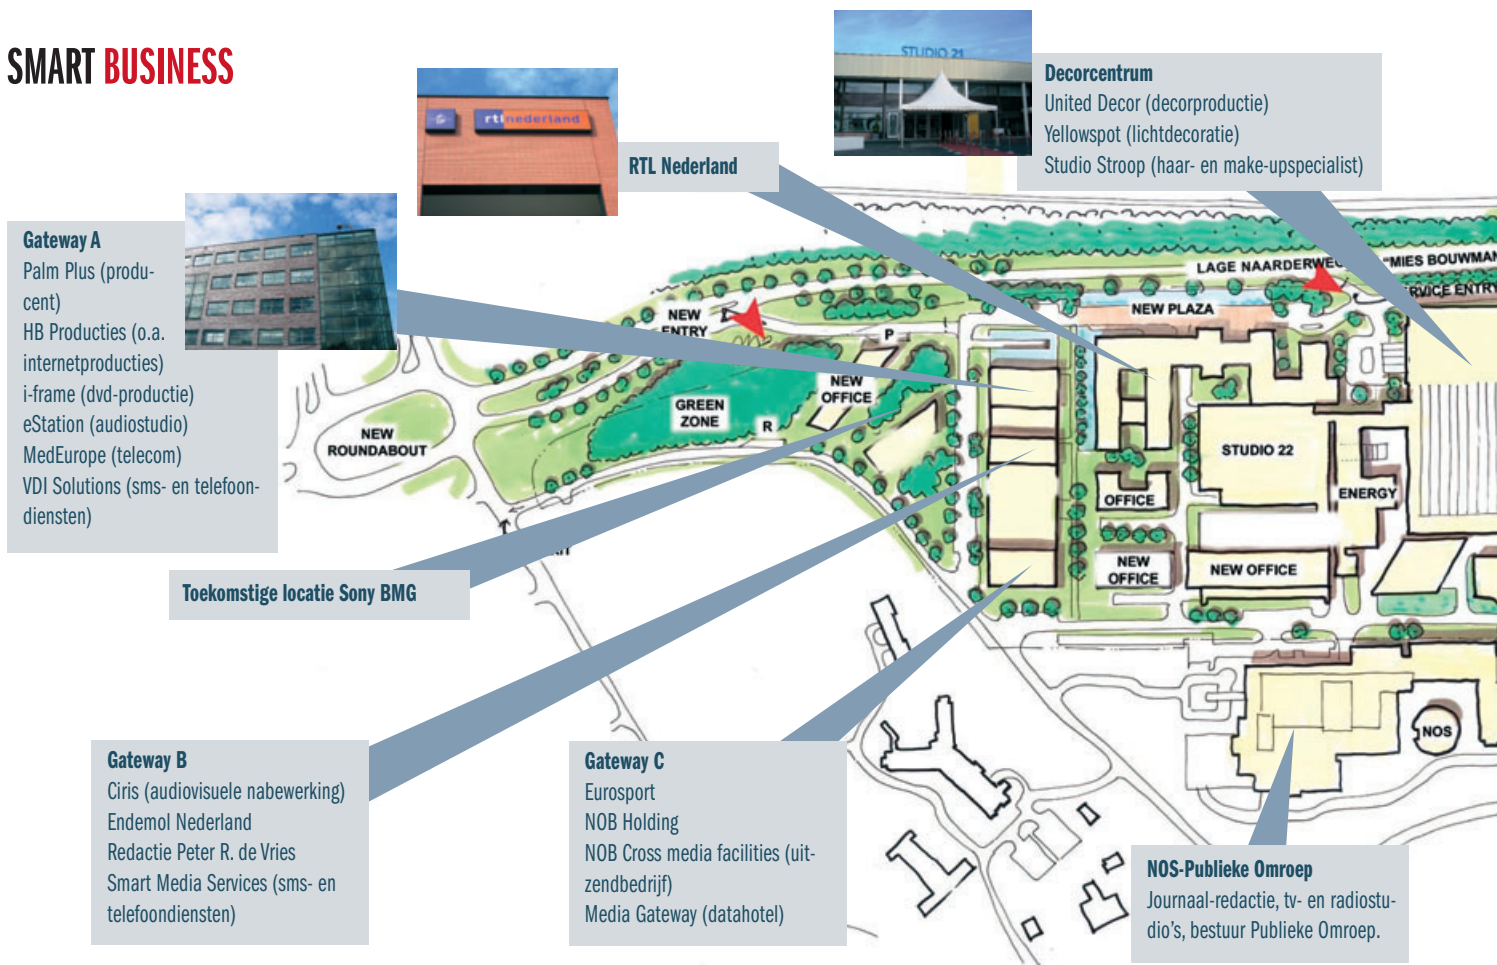 SMART BUSINESS
STUDIO 21
Decorcentrum
United Decor (decorproductie)
Yellowspot (lichtdecoratie)
Studio Stroop (haar- en make-upspecialist)
rtl nederland
RTL Nederland
Gateway A
Palm Plus (produ-
cent)
HB Producties (o.a.
internetproducties)
i-frame (dvd-productie)
eStation (audiostudio)
MedEurope (telecom)
VDI Solutions (sms- en telefoon-
diensten)
LAGE NAARDERWEG
"MIES BOUWMAN
SERVICE ENTRY
NEW PLAZA
NEW
ENTRY
P
NEW
OFFICE
GREEN
ZONE
R
NEW
ROUNDABOUT
STUDIO 22
ENERGY
OFFICE
NEW
OFFICE
NEW OFFICE
Toekomstige locatie Sony BMG
NOS
Gateway B
Ciris (audiovisuele nabewerking)
Endemol Nederland
Redactie Peter R. de Vries
Smart Media Services (sms- en
telefoondiensten)
Gateway C
Eurosport
NOB Holding
NOB Cross media facilities (uit-
zendbedrijf)
Media Gateway (datahotel)
NOS-Publieke Omroep
Journaal-redactie, tv- en radiostu-
dio's, bestuur Publieke Omroep.